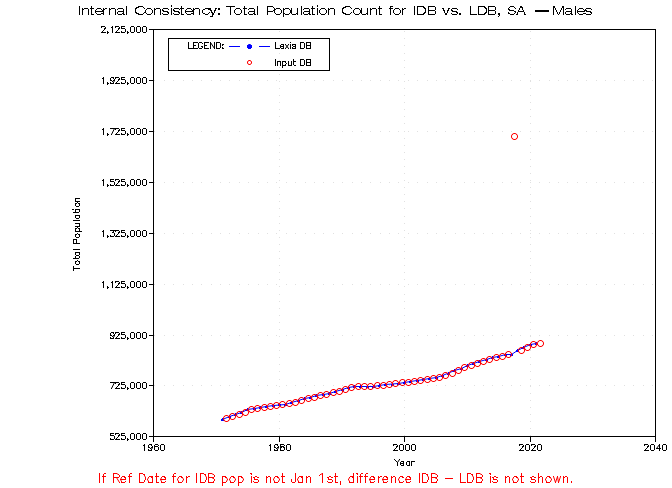 Internal Consistency: Total Population Count for IDB vs. LDB, SA — Males
2,125,000
LEGEND: Lexis DB
Input DB
1,925,000
1,725,000
1,525,000
1,325,000
1,125,000
925,000
725,000
525,000
Total Population
1960 1980 2000 2020 2040
Year
If Ref Date for IDB pop is not Jan 1st, difference IDB – LDB is not shown.